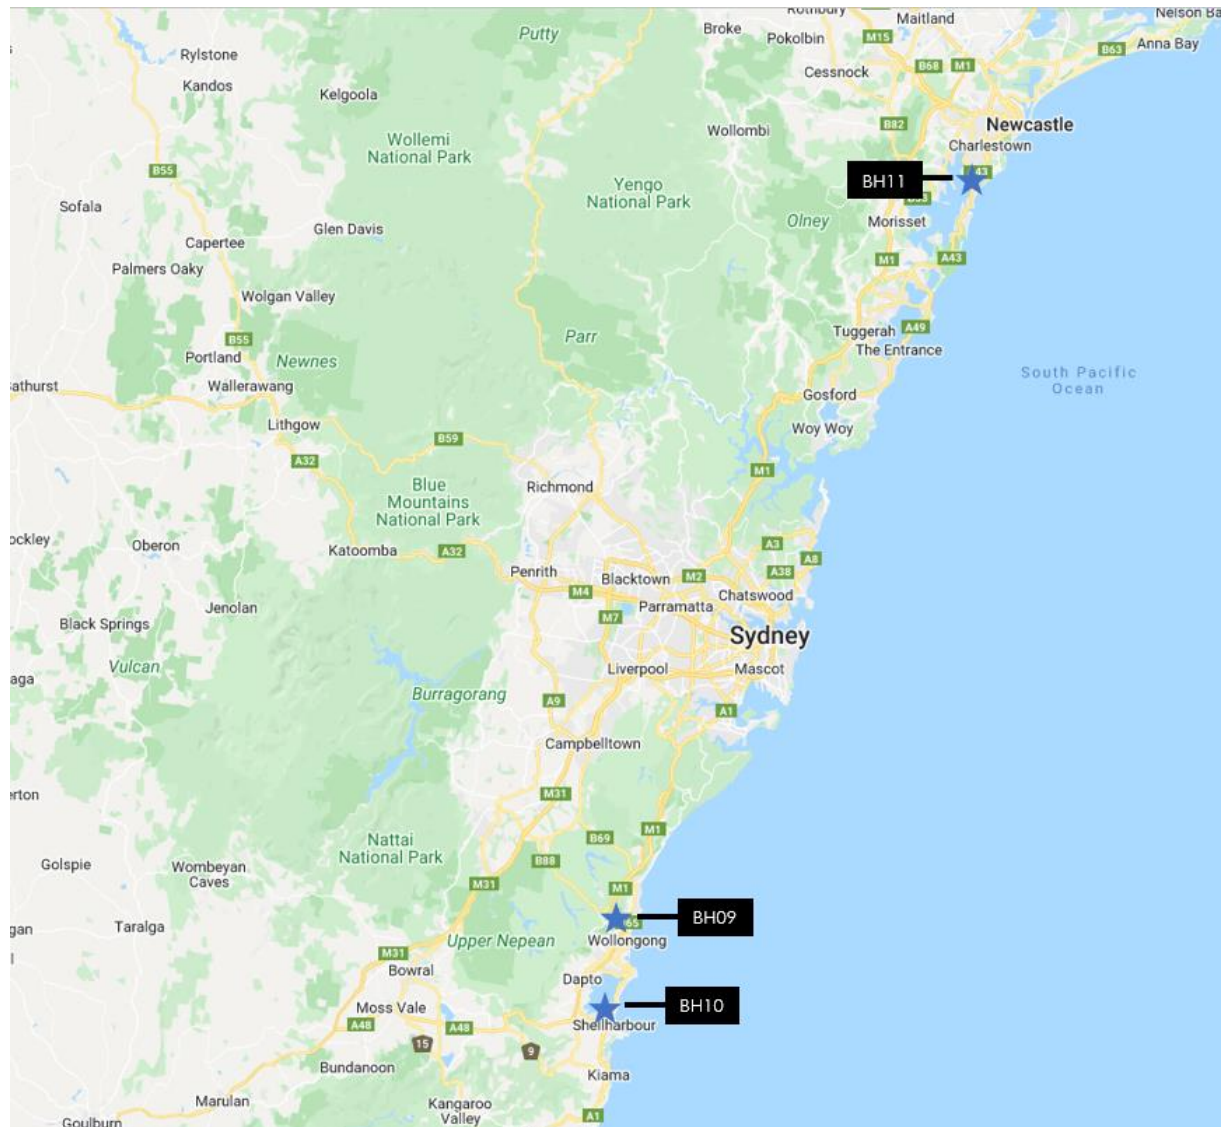 Rothbury
Maitland
Nelson Ba
Putty
Broke
Pokolbin
M15
B63
Anna Bay
Rylstone
B68
M1
Cessnock
Kandos
Kelgoola
Newcastle
B82
Wollombi
Wollemi
National Park
Charlestown
B55
BH11
Yengo
National Park
Sofala
Olney
Morisset
Glen Davis
Capertee
M1
A43
Palmers Oaky
Wolgan Valley
B55
Parr
Tuggerah
A49
The Entrance
Portland
Newnes
Wallerawang
South Pacific
Ocean
athurst
Gosford
Lithgow
Woy Woy
B59
A32
M1
Blue
Mountains
National Park
Richmond
ockley
Oberon
Katoomba
A32
A3
A8
Penrith
Blacktown
M2
A38
M4
Chatswood
Jenolan
Parramatta
M7
Black Springs
Sydney
Vulcan
Liverpool
Mascot
aga
Burragorang
A9
A1
Campbelltown
erton
M31
M1
Nattai
National Park
B69
Golspie
Wombeyan
Caves
B88
M31
M1
BH09
gan
Taralga
Upper Nepean
Wollongong
M31
Bowral
Dapto
Moss Vale
BH10
A48
A48
Shellharbour
15
9
Bundanoon
Kiama
Marulan
Kangaroo
Valley
A1
Goulburn